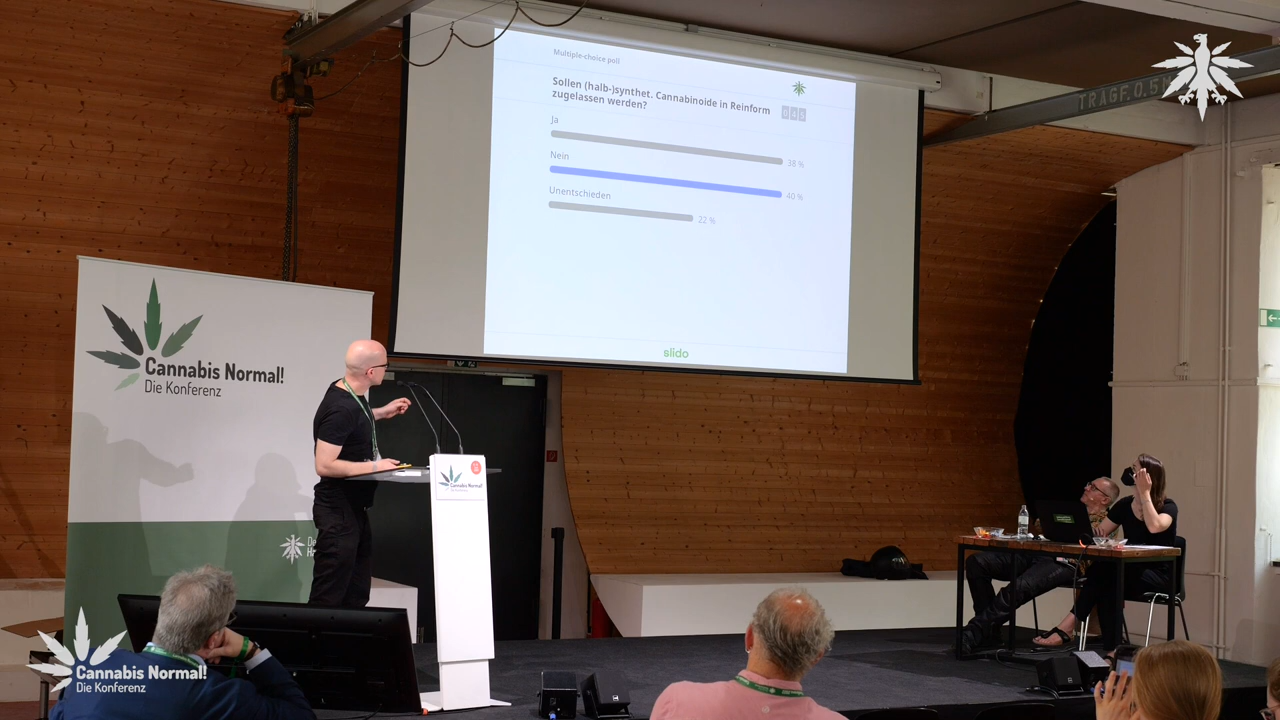 Multiple-choice poll
Sollen (halb-)synthet. Cannabinoide in Reinform
zugelassen werden?
045
Ja
38 %
Nein
40 %
Unentschieden
22 %
slido
TRAGF. 0.5
Cannabis Normal!
Die Konferenz
Cannabis Normal!
Cannabis Normal!
Die Konferenz